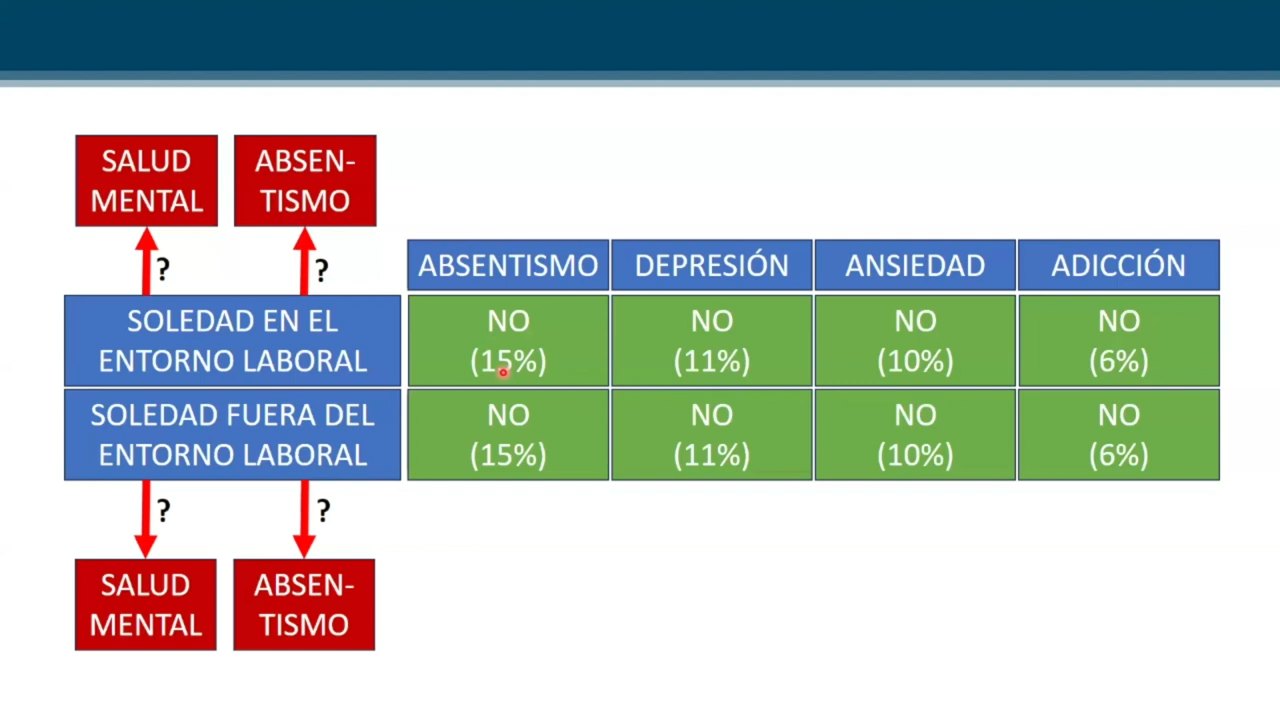 SALUD
MENTAL
ABSEN-
TISMO
?
?
ABSENTISMO
DEPRESIÓN
ANSIEDAD
ADICCIÓN
SOLEDAD EN EL
ENTORNO LABORAL
NO
(15%)
NO
(11%)
NO
(10%)
NO
(6%)
SOLEDAD FUERA DEL
ENTORNO LABORAL
NO
(15%)
NO
(11%)
NO
(10%)
NO
(6%)
?
?
SALUD
MENTAL
ABSEN-
TISMO